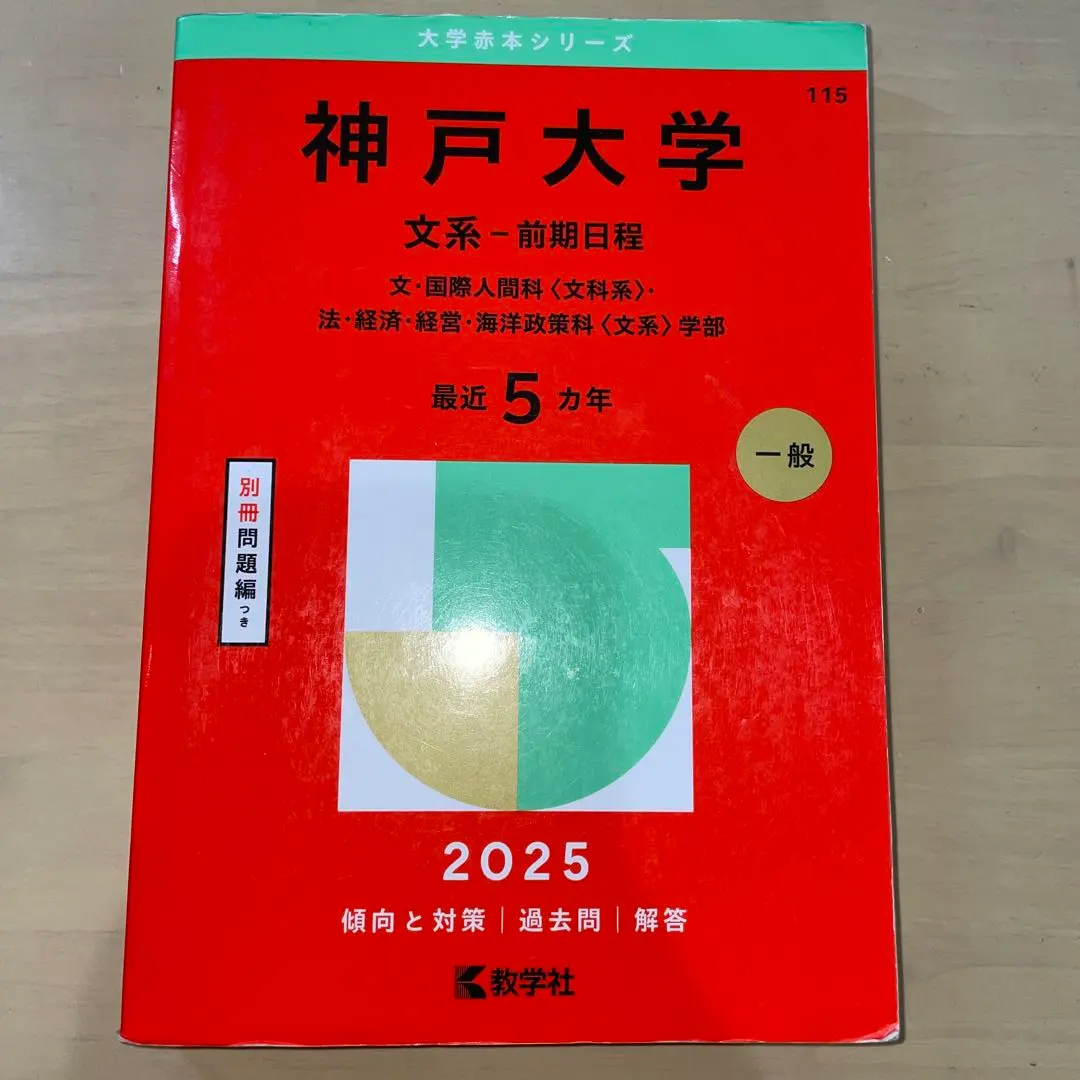 大学赤本シリーズ
115
神戸大学
文系-前期日程
文・国際人間科〈文科系〉・
法・経済・経営・海洋政策科〈文系〉学部
最近5カ年
一般
別冊問題編つき
2025
傾向と対策|過去問|解答
教学社